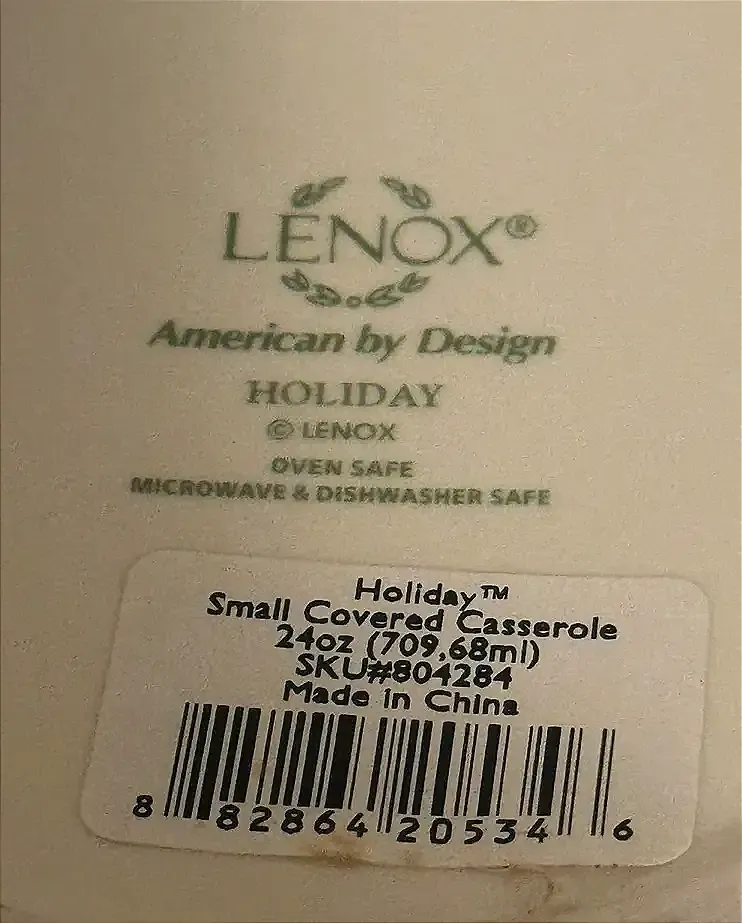 LENOX®
American by Design
HOLIDAY
© LENOX
OVEN SAFE
MICROWAVE & DISHWASHER SAFE
Holiday™
Small Covered Casserole
24oz (709,68ml)
SKU#804284
Made in China
8 82864 20534 6